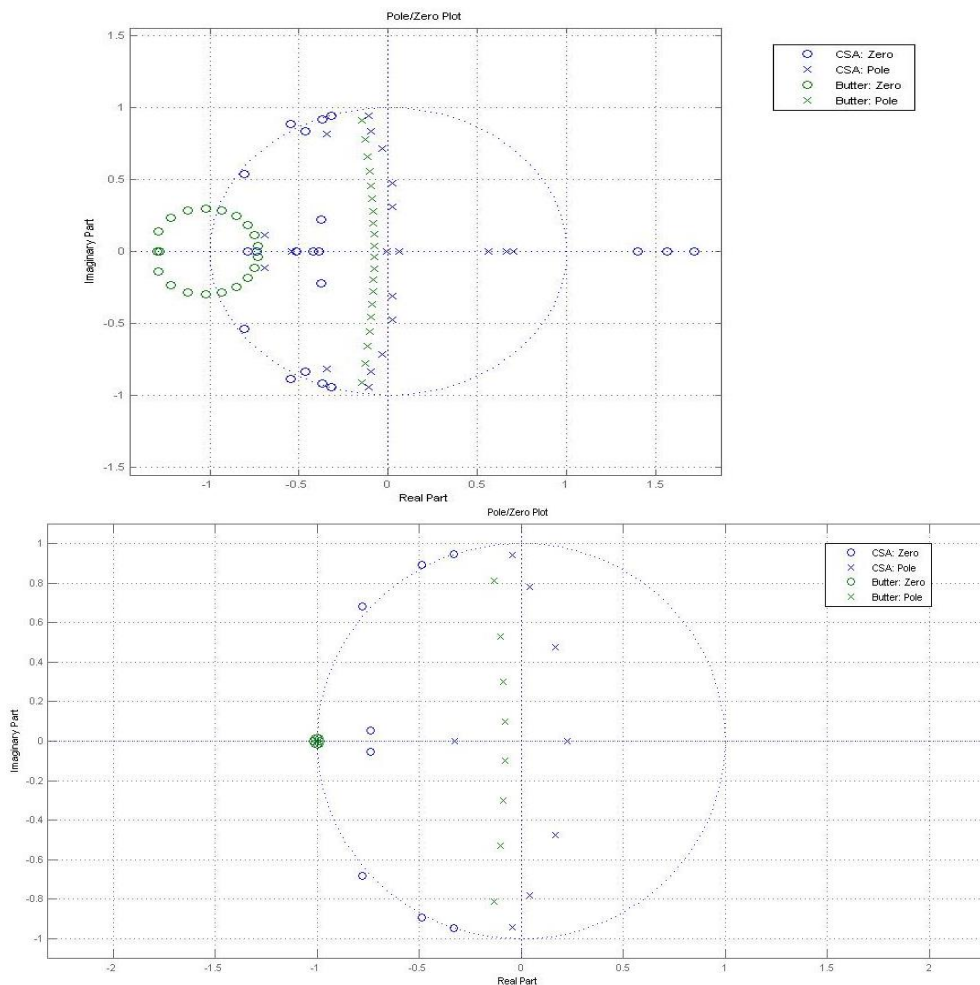 Pole/Zero Plot
CSA: Zero
CSA: Pole
Butter: Zero
Butter: Pole
Imaginary Part
1.5
1
0.5
0
-0.5
-1
-1.5
-1
-0.5
0
0.5
1
1.5
Real Part
Pole/Zero Plot
CSA: Zero
CSA: Pole
Butter: Zero
Butter: Pole
Imaginary Part
1
0.8
0.6
0.4
0.2
0
-0.2
-0.4
-0.6
-0.8
-1
-2
-1.5
-1
-0.5
0
0.5
1
1.5
2
Real Part